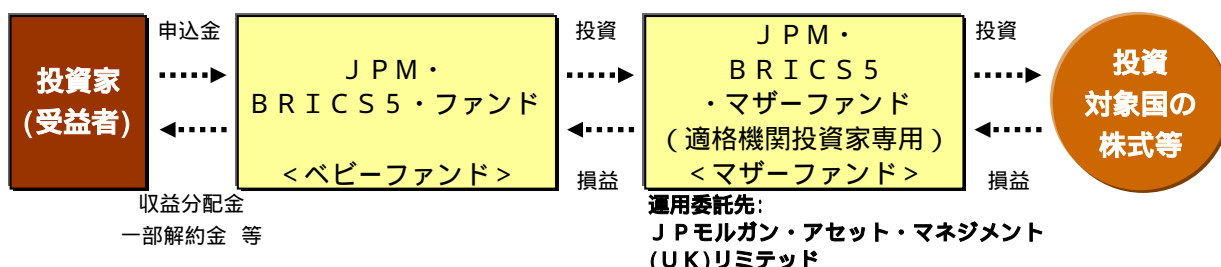 申込金
投資
投資
投資家
(受益者)
JPM・
BRICS5・ファンド
<ベビーファンド>
JPM・
BRICS5
・マザーファンド
(適格機関投資家専用)
<マザーファンド>
投資
対象国の
株式等
損益
損益
収益分配金
一部解約金 等
運用委託先:
JPモルガン・アセット・マネジメント
(UK)リミテッド